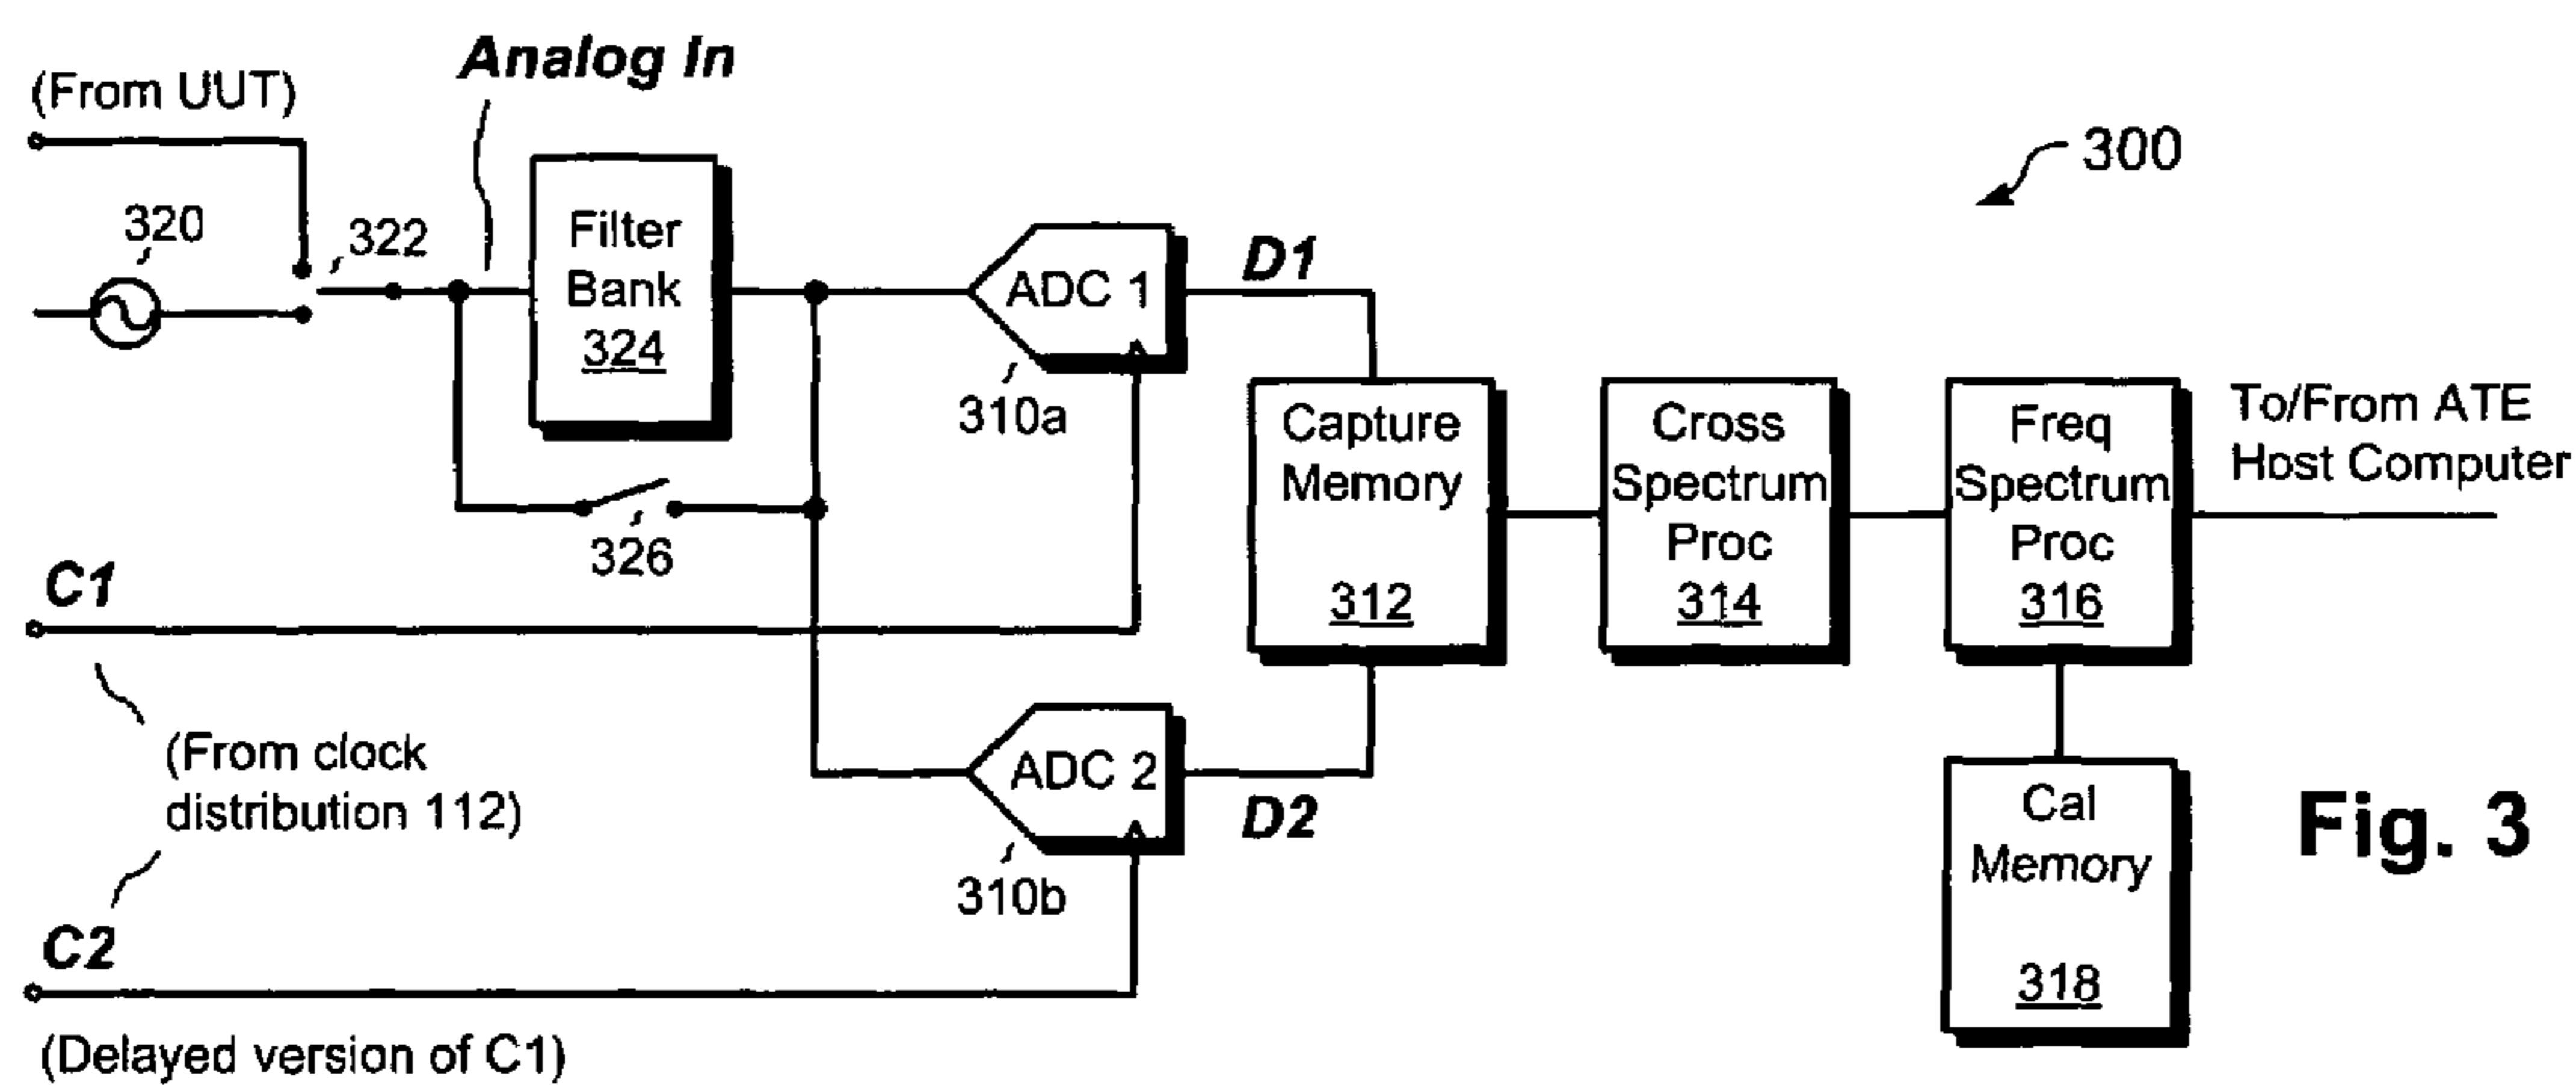 Analog In
(From UUT)
300
320
322
Filter
Bank
324
ADC 1
D1
310a
326
Capture
Memory
312
Cross
Spectrum
Proc
314
Freq
Spectrum
Proc
316
To/From ATE
Host Computer
C1
(From clock
distribution 112)
ADC 2
D2
310b
Cal
Memory
318
Fig. 3
C2
(Delayed version of C1)